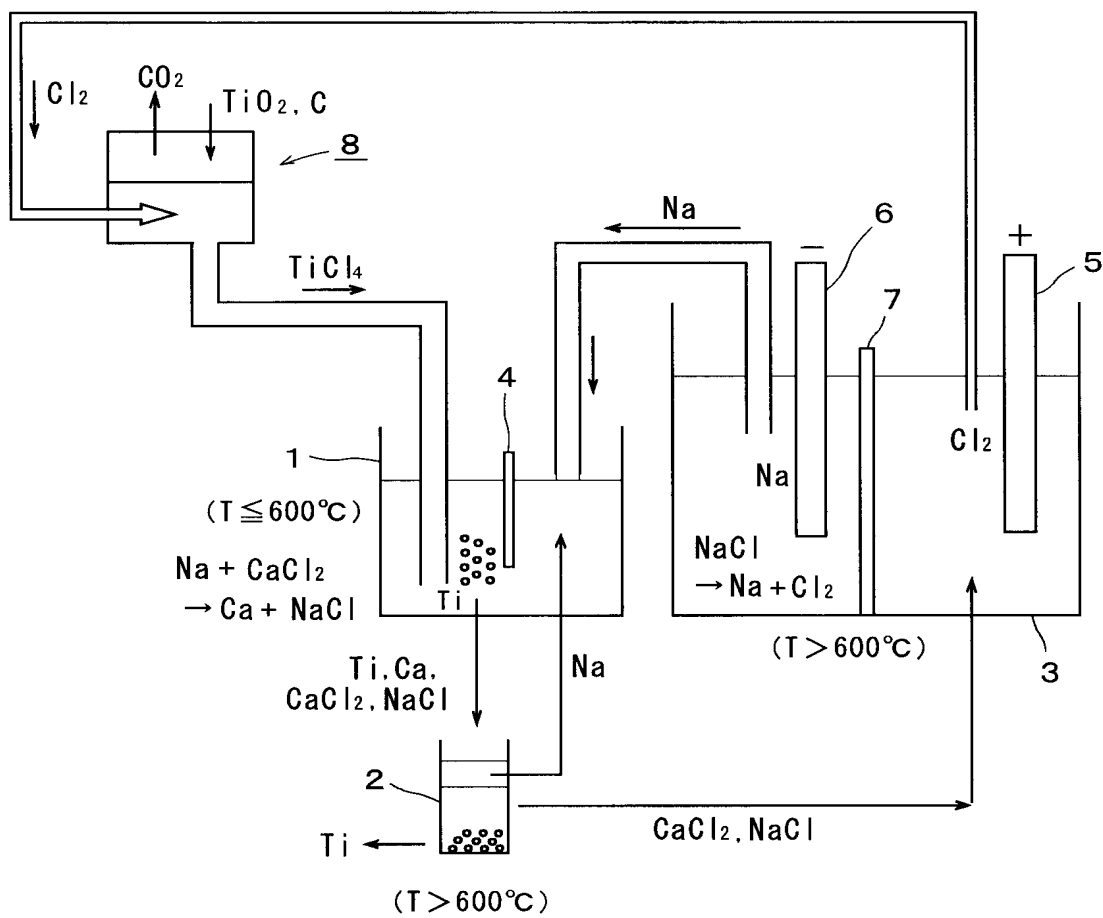 CO₂
Cl₂
TiO₂, C
8
Na
6
−
+
5
TiCl₄
7
4
1
Cl₂
Na
(T≦600℃)
NaCl
→Na+Cl₂
Na+CaCl₂
→Ca+NaCl
Ti
(T>600℃)
3
Ti, Ca,
CaCl₂, NaCl
Na
2
CaCl₂, NaCl
Ti
(T>600℃)